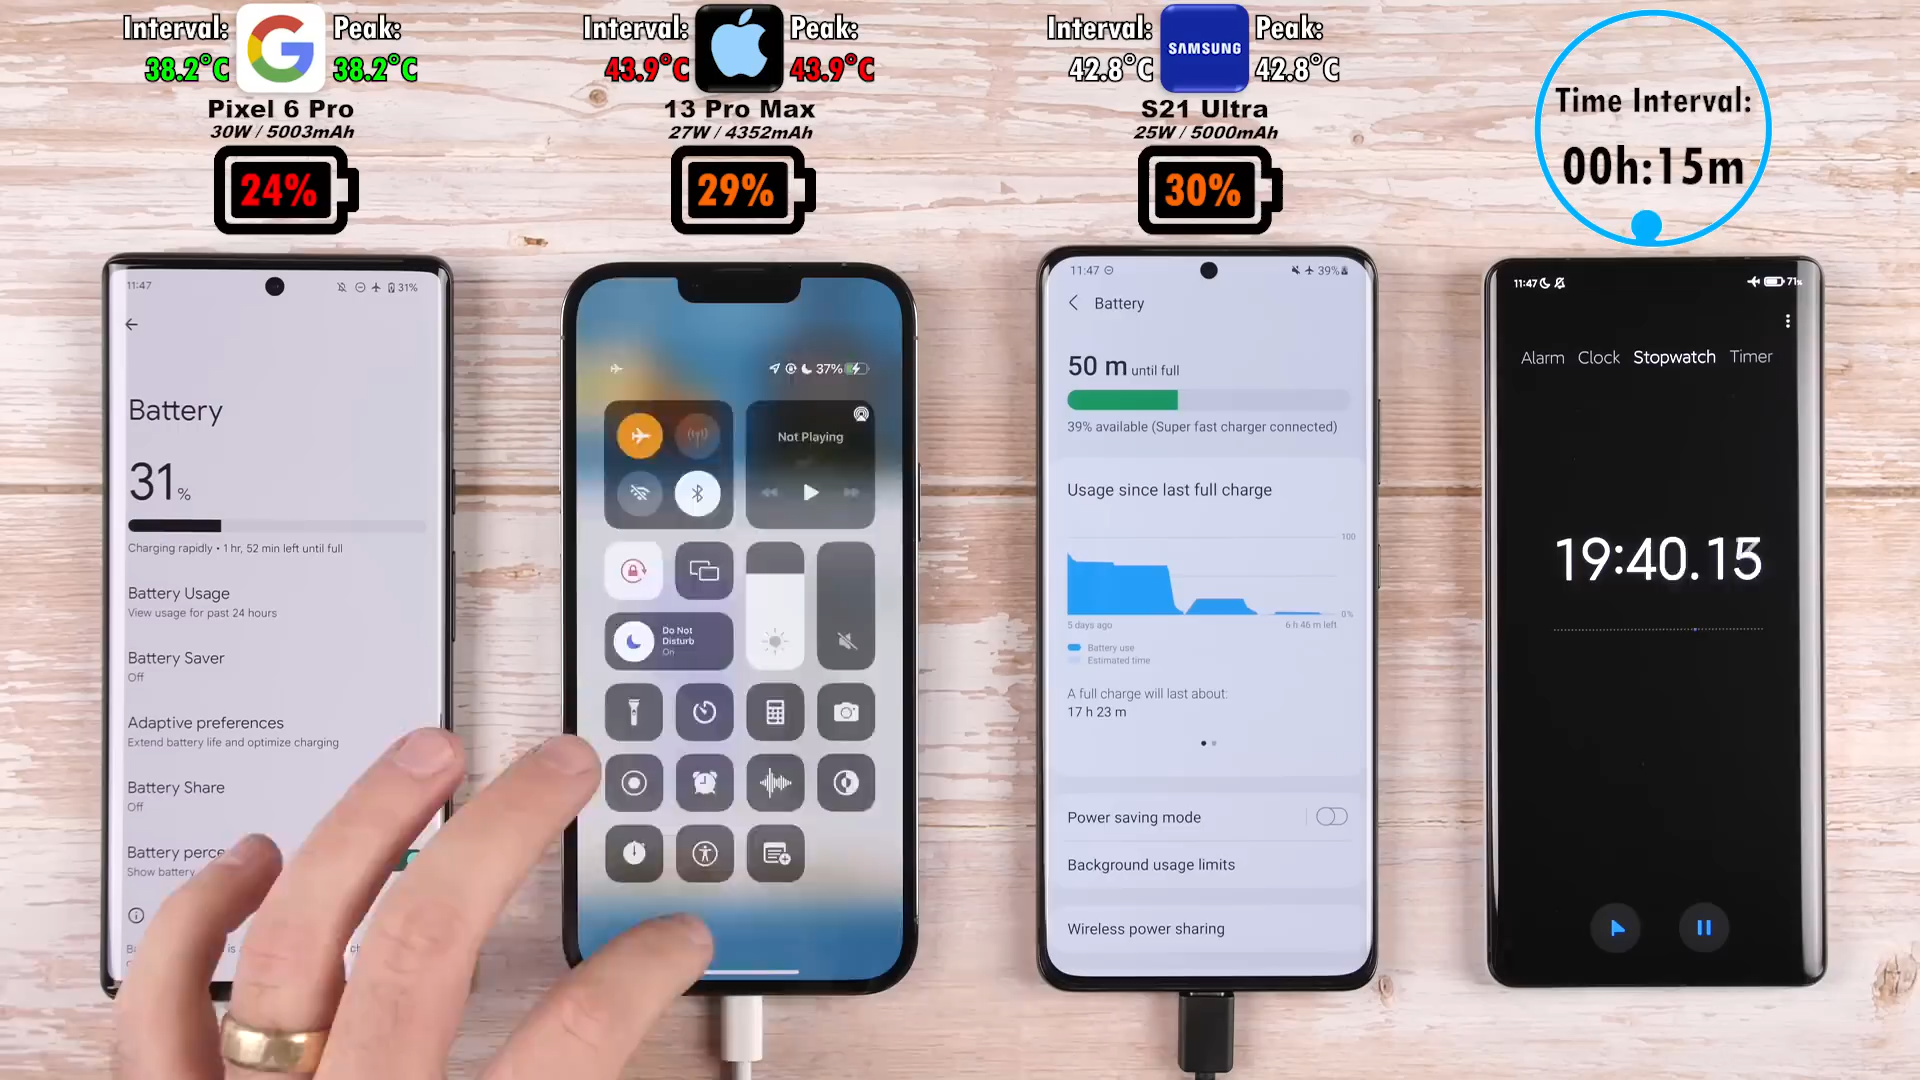 Interval:
38.2°C
G
Peak:
38.2°C
Pixel 6 Pro
30W / 5003mAh
24%
Interval:
43.9°C
Peak:
43.9°C
13 Pro Max
27W / 4352mAh
29%
Interval:
42.8°C
SAMSUNG
Peak:
42.8°C
S21 Ultra
25W / 5000mAh
30%
Time Interval:
00h:15m
11:47
31%
Battery
31%
Charging rapidly • 1 hr, 52 min left until full
Battery Usage
View usage for past 24 hours
Battery Saver
Off
Adaptive preferences
Extend battery life and optimize charging
Battery Share
Off
Battery perce
Show battery
37%
Not Playing
Do Not
Disturb
On
11:47
39%
Battery
50 m until full
39% available (Super fast charger connected)
Usage since last full charge
100
0%
5 days ago
6 h 46 m left
Battery use
Estimated time
A full charge will last about:
17 h 23 m
Power saving mode
Background usage limits
Wireless power sharing
11:47
71%
Alarm
Clock
Stopwatch
Timer
19:40.15